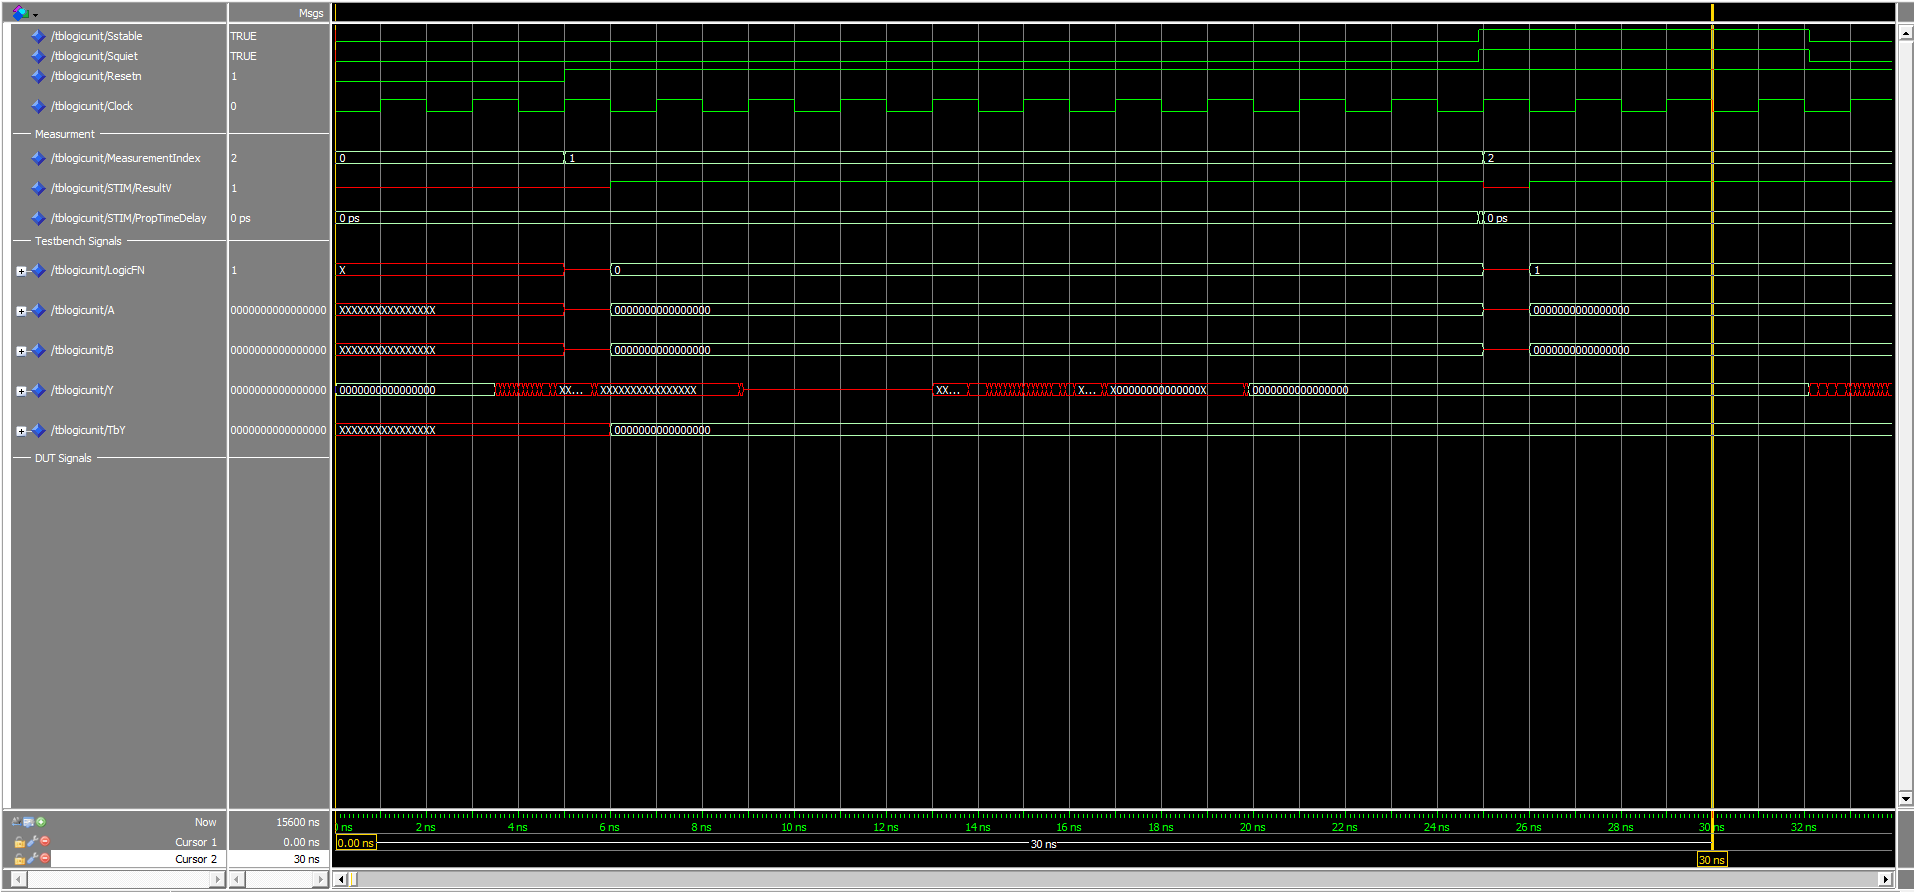 Msgs
/tblogicunit/Sstable TRUE
/tblogicunit/Squiet TRUE
/tblogicunit/Resetn 1
/tblogicunit/Clock 0
Measurment
/tblogicunit/MeasurementIndex 2 0 1 2
/tblogicunit/STIM/ResultV 1
/tblogicunit/STIM/PropTimeDelay 0 ps 0 ps 0 ps
Testbench Signals
/tblogicunit/LogicFN 1 X 0 1
/tblogicunit/A 0000000000000000 XXXXXXXXXXXXXXXX 0000000000000000 0000000000000000
/tblogicunit/B 0000000000000000 XXXXXXXXXXXXXXXX 0000000000000000 0000000000000000
/tblogicunit/Y 0000000000000000 0000000000000000 XX... XXXXXXXXXXXXXXXX XX... X... X00000000000000X 0000000000000000
/tblogicunit/TbY 0000000000000000 XXXXXXXXXXXXXXXX 0000000000000000
DUT Signals
Now 15600 ns ns 2 ns 4 ns 6 ns 8 ns 10 ns 12 ns 14 ns 16 ns 18 ns 20 ns 22 ns 24 ns 26 ns 28 ns 30 ns 32 ns
Cursor 1 0.00 ns 0.00 ns 30 ns
Cursor 2 30 ns 30 ns